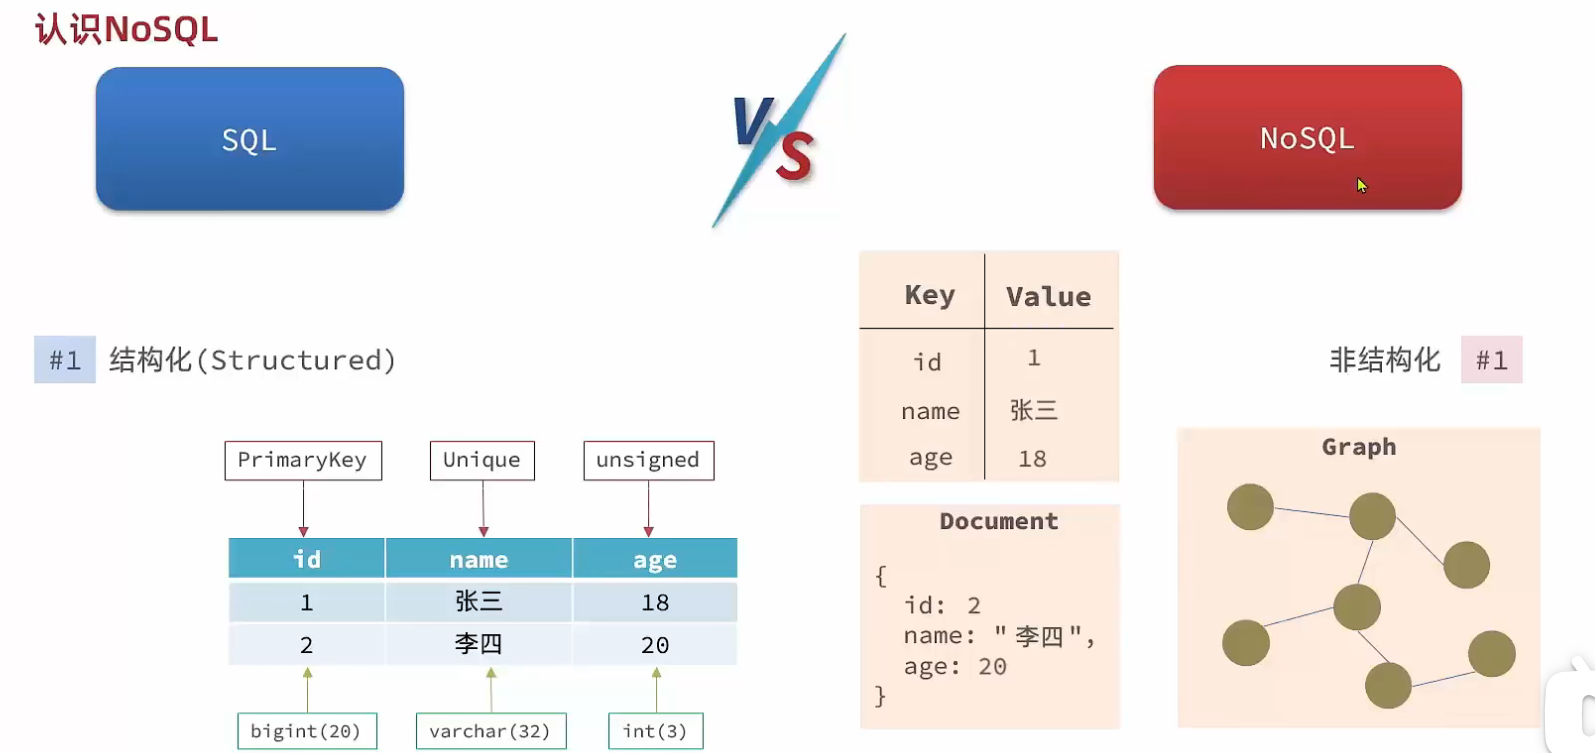 认识NoSQL
SQL
VS
NoSQL
#1 结构化(Structured)
PrimaryKey Unique unsigned
id name age
1 张三 18
2 李四 20
bigint(20) varchar(32) int(3)
Key Value
id 1
name 张三
age 18
Document
{
id: 2
name: "李四",
age: 20
}
非结构化 #1
Graph